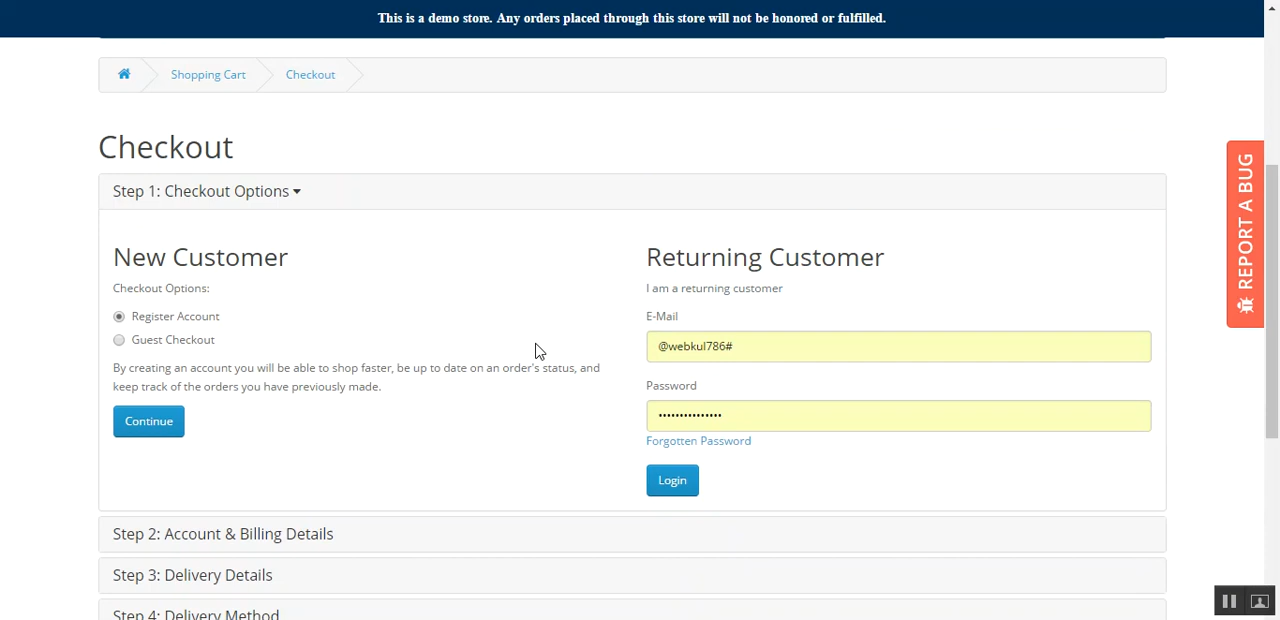 This is a demo store. Any orders placed through this store will not be honored or fulfilled.
Shopping Cart
Checkout
Checkout
Step 1: Checkout Options
New Customer
Checkout Options:
Register Account
Guest Checkout
By creating an account you will be able to shop faster, be up to date on an order's status, and
keep track of the orders you have previously made.
Continue
Returning Customer
I am a returning customer
E-Mail
@webkul786#
Password
•••••••••••••••
Forgotten Password
Login
Step 2: Account & Billing Details
Step 3: Delivery Details
Step 4: Delivery Method
REPORT A BUG